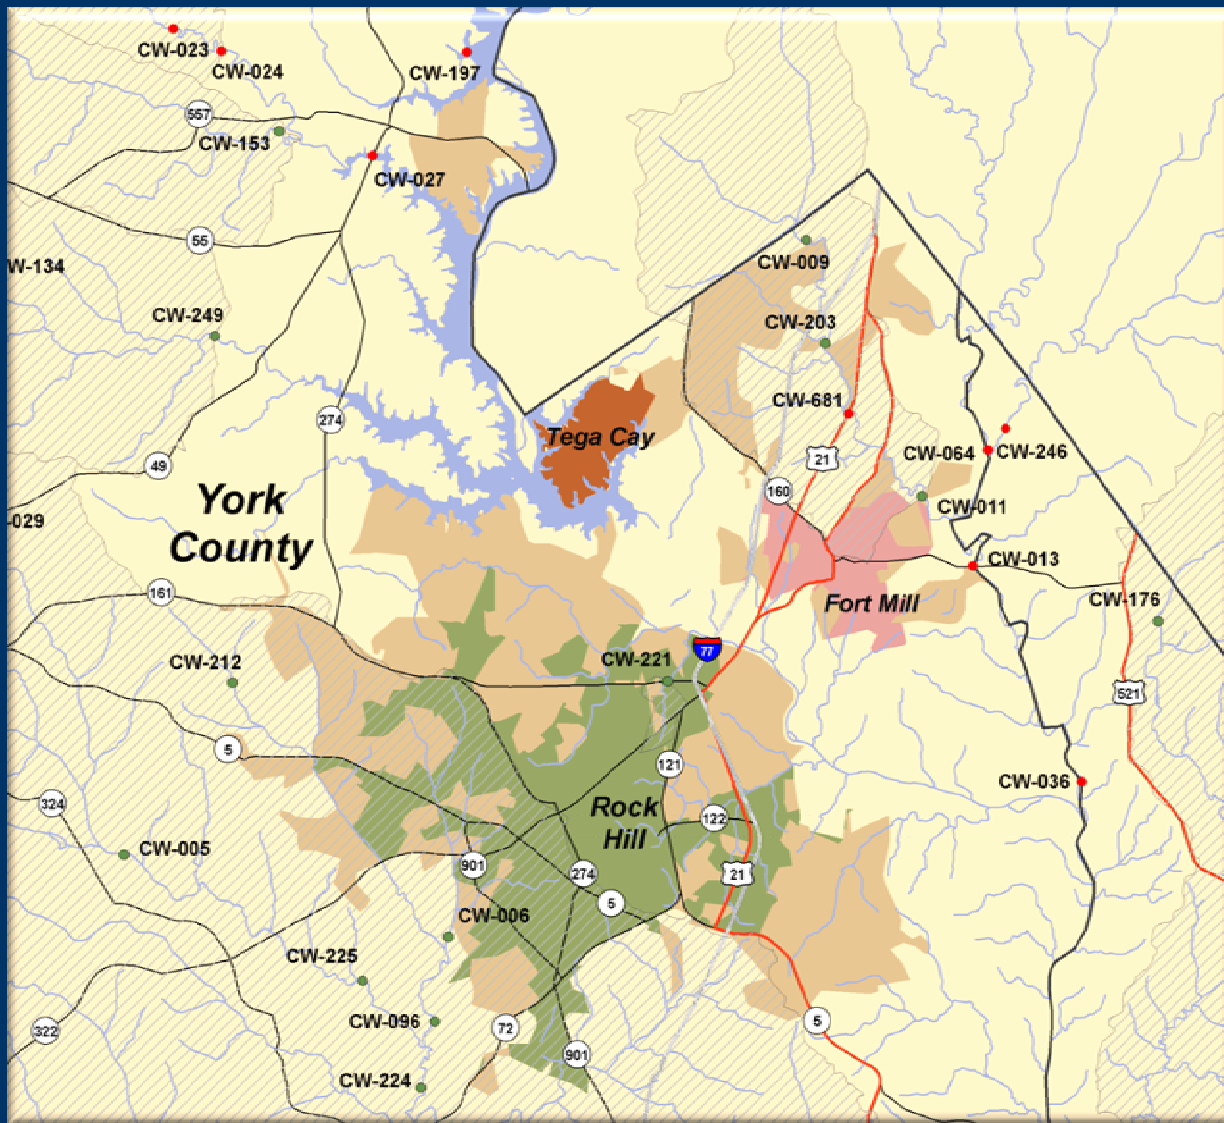 CW-023
CW-024
CW-197
557
CW-153
CW-027
55
W-134
CW-009
CW-249
CW-203
CW-681
274
Tega Cay
21
CW-064
CW-246
49
160
CW-011
York
County
-029
CW-013
161
Fort Mill
CW-176
77
CW-221
CW-212
521
5
121
CW-036
324
Rock
Hill
122
CW-005
901
274
21
5
CW-006
CW-225
CW-096
5
322
72
901
CW-224